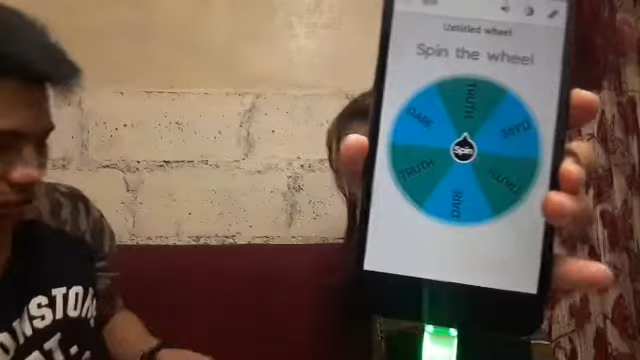 Untitled wheel
Spin the wheel
TRUTH
DARE
TRUTH
DARE
TRUTH
DARE
Spin